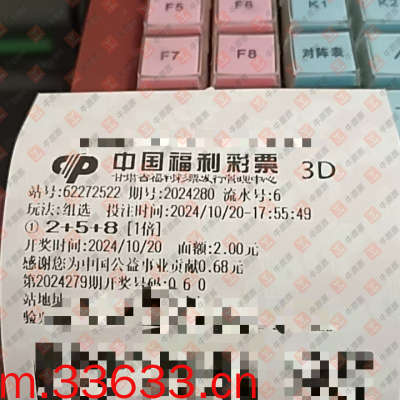 F5
F6
K1
K2
F7
F8
对阵表
中国福利彩票 3D
甘肃省福利彩票发行管理中心
站号:62272522 期号:2024280 流水号:6
玩法:组选 投注时间:2024/10/20-17:55:49
① 2+5+8 [1倍]
开奖时间:2024/10/20 面额:2.00元
感谢您为中国公益事业贡献0.68元
第2024279期开奖号码:0 6 0
站地址
验票
m.33633.cn